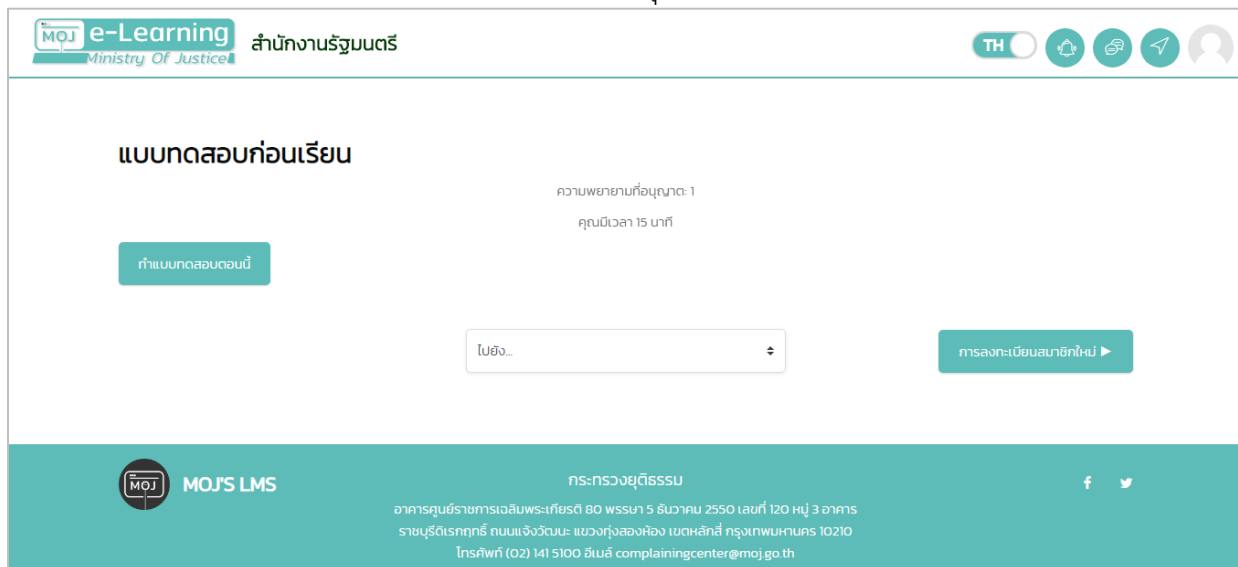 MOJ e-Learning
Ministry Of Justice
สำนักงานรัฐมนตรี
TH
แบบทดสอบก่อนเรียน
ความพยายามที่อนุญาต: 1
คุณมีเวลา 15 นาที
ทำแบบทดสอบตอนนี้
ไปยัง...
การลงทะเบียนสมาชิกใหม่ ►
MOJ MOJ'S LMS
กระทรวงยุติธรรม
อาคารศูนย์ราชการเฉลิมพระเกียรติ 80 พรรษา 5 ธันวาคม 2550 เลขที่ 120 หมู่ 3 อาคาร
ราชบุรีดิเรกฤทธิ์ ถนนแจ้งวัฒนะ แขวงทุ่งสองห้อง เขตหลักสี่ กรุงเทพมหานคร 10210
โทรศัพท์ (02) 141 5100 อีเมล์ complainingcenter@moj.go.th